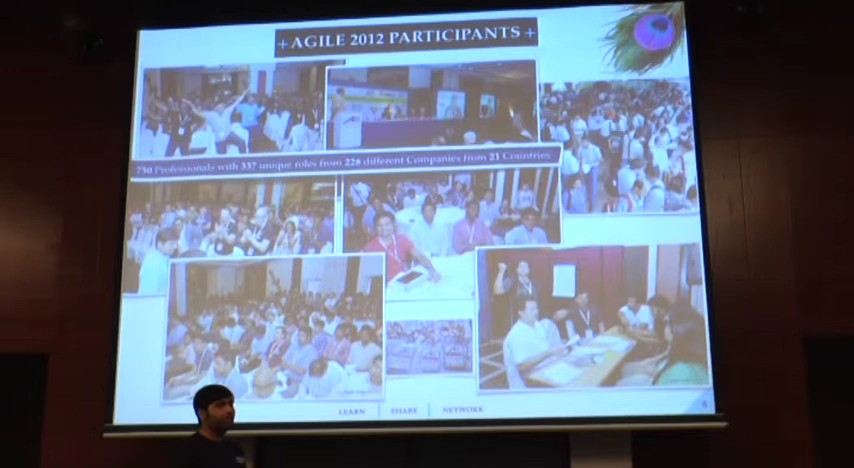 + AGILE 2012 PARTICIPANTS +
750 Professionals with 337 unique roles from 228 different Companies from 21 Countries
LEARN | SHARE | NETWORK